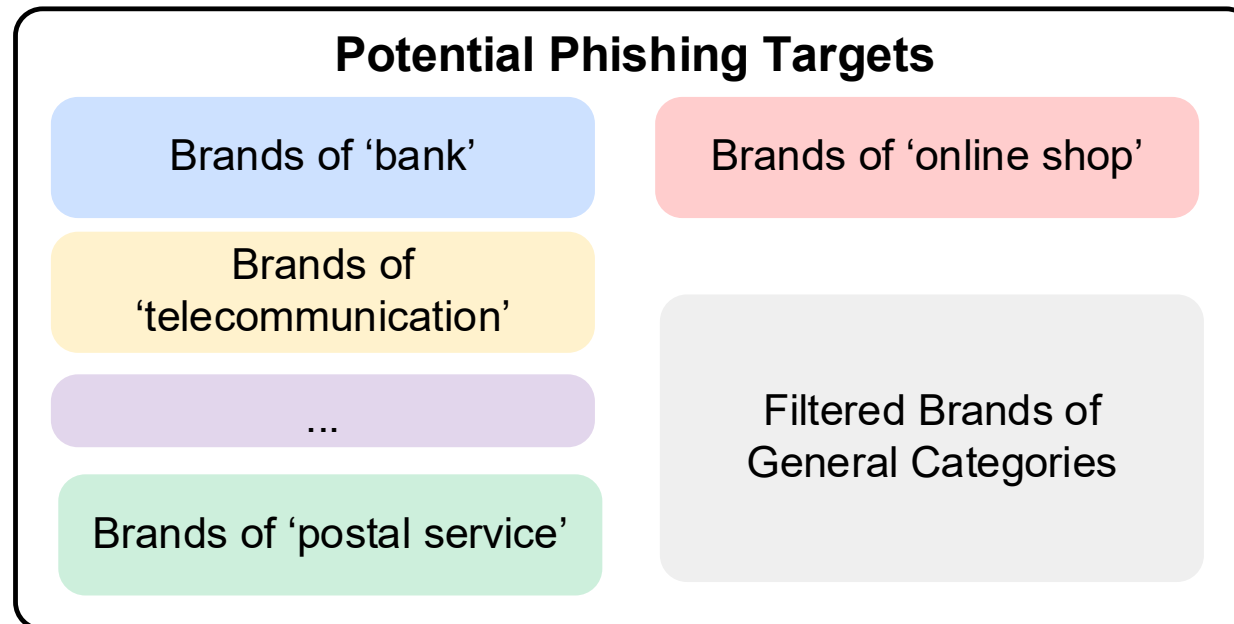 Potential Phishing Targets
Brands of ‘bank’
Brands of ‘online shop’
Brands of
‘telecommunication’
...
Filtered Brands of
General Categories
Brands of ‘postal service’